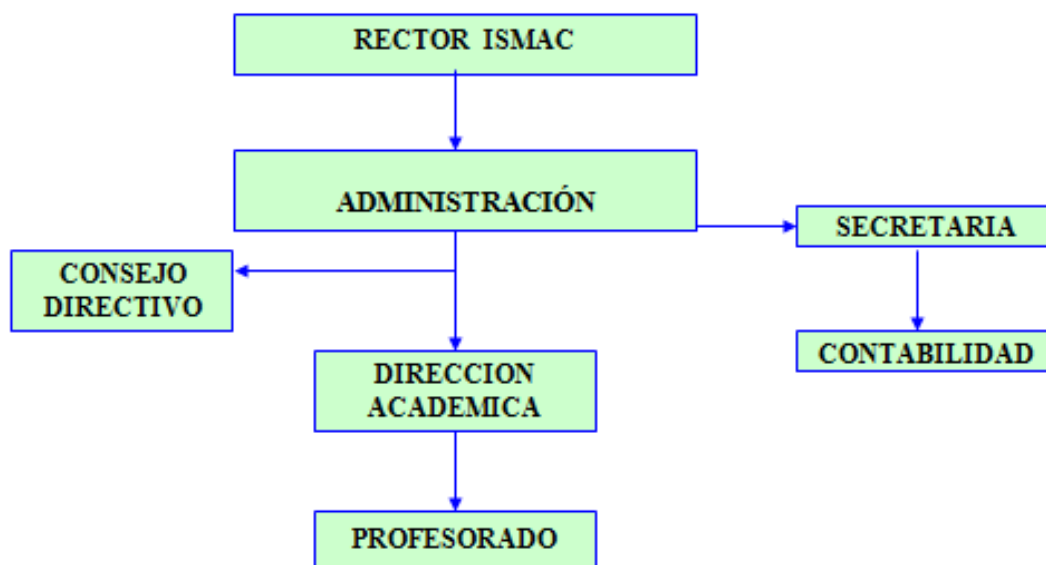 RECTOR ISMAC
ADMINISTRACIÓN
SECRETARIA
CONSEJO
DIRECTIVO
CONTABILIDAD
DIRECCION
ACADEMICA
PROFESORADO